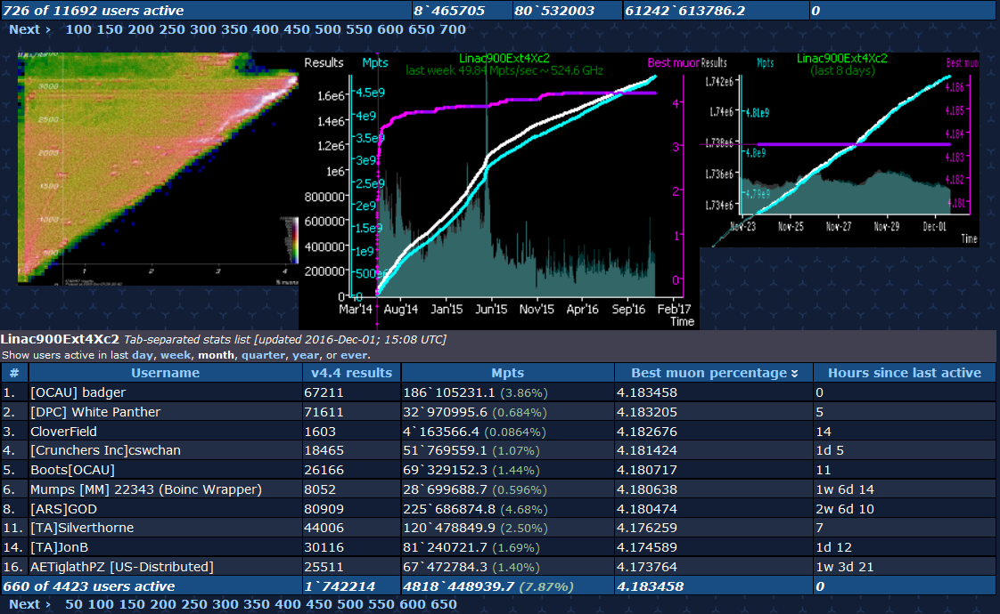 726 of 11692 users active 8`465705 80`532003 61242`613786.2 0
Next › 100 150 200 250 300 350 400 450 500 550 600 650 700
3000
2500
2000
1500
1000
500
1 2 3 4
% muons
Linac900Ext4Xc2
last week 49.84 Mpts/sec ~ 524.6 GHz
Results Mpts Best muon
1.6e6 4.5e9 4
1.4e6 4e9
1.2e6 3.5e9 3
1e6 3e9
800000 2.5e9 2
600000 2e9
400000 1.5e9 1
200000 1e9
0 500e6 0
0
Mar'14 Aug'14 Jan'15 Jun'15 Nov'15 Apr'16 Sep'16 Feb'17
Time
Linac900Ext4Xc2
(last 8 days)
Results Mpts Best muo
1.742e6 4.186
1.74e6 4.81e9 4.185
1.738e6 4.8e9 4.184
1.736e6 4.183
1.734e6 4.79e9 4.182
4.181
Nov-23 Nov-25 Nov-27 Nov-29 Dec-01
Time
Linac900Ext4Xc2 Tab-separated stats list [updated 2016-Dec-01; 15:08 UTC]
Show users active in last day, week, month, quarter, year, or ever.
# Username v4.4 results Mpts Best muon percentage Hours since last active
1. [OCAU] badger 67211 186`105231.1 (3.86%) 4.183458 0
2. [DPC] White Panther 71611 32`970995.6 (0.684%) 4.183205 5
3. CloverField 1603 4`163566.4 (0.0864%) 4.182676 14
4. [Crunchers Inc]cswchan 18465 51`769559.1 (1.07%) 4.181424 1d 5
5. Boots[OCAU] 26166 69`329152.3 (1.44%) 4.180717 11
6. Mumps [MM] 22343 (Boinc Wrapper) 8052 28`699688.7 (0.596%) 4.180638 1w 6d 14
8. [ARS]GOD 80909 225`686874.8 (4.68%) 4.180474 2w 6d 10
11. [TA]Silverthorne 44006 120`478849.9 (2.50%) 4.176259 7
14. [TA]JonB 30116 81`240721.7 (1.69%) 4.174589 1d 12
16. AETiglathPZ [US-Distributed] 25511 67`472784.3 (1.40%) 4.173764 1w 3d 21
660 of 4423 users active 1`742214 4818`448939.7 (7.87%) 4.183458 0
Next › 50 100 150 200 250 300 350 400 450 500 550 600 650